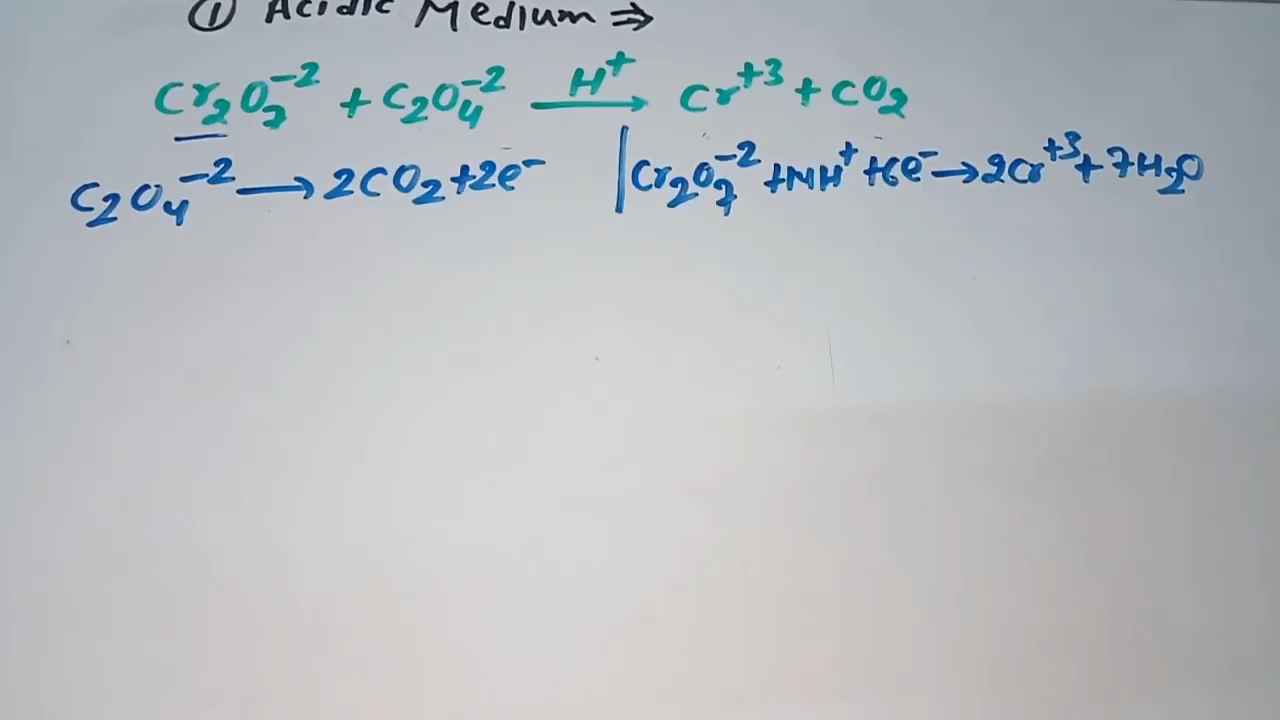 ① Acidic Medium ⇒
Cr₂O₇⁻² + C₂O₄⁻² —H⁺→ Cr⁺³ + CO₂
C₂O₄⁻² → 2CO₂ + 2e⁻ | Cr₂O₇⁻² + 14H⁺ + 6e⁻ → 2Cr⁺³ + 7H₂O